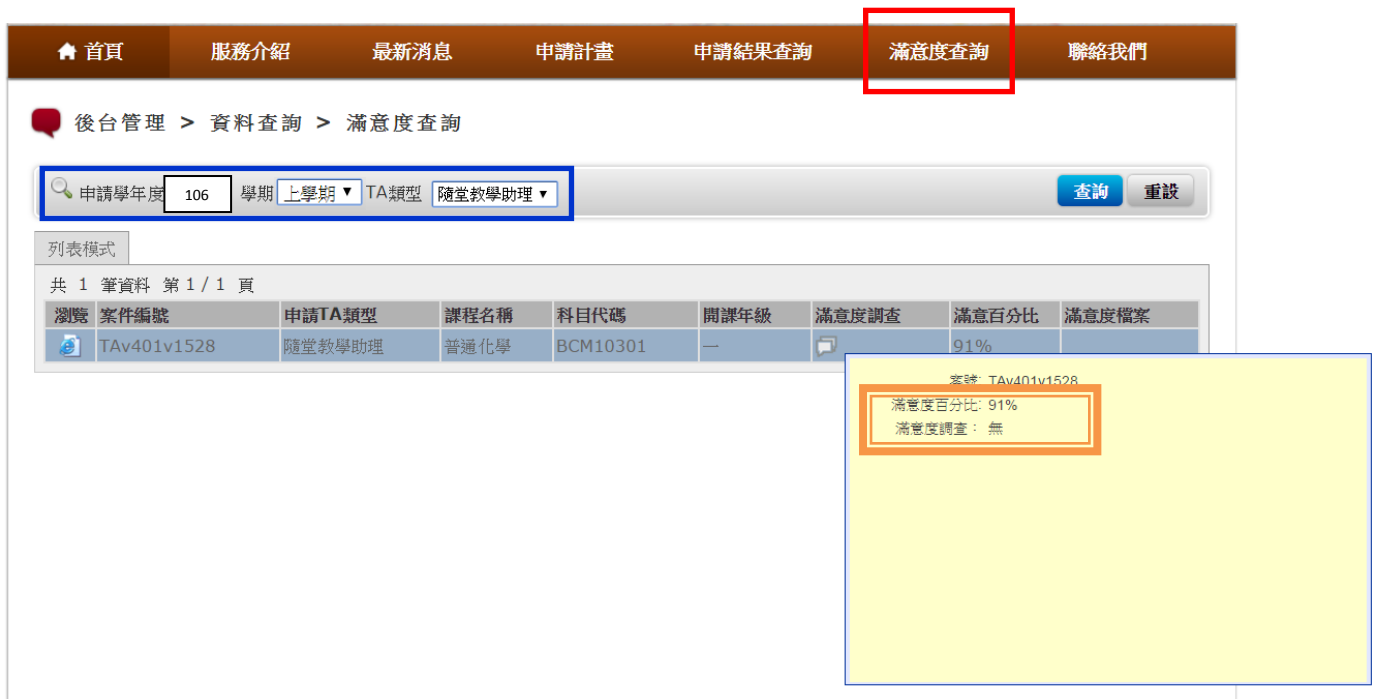 首頁 服務介紹 最新消息 申請計畫 申請結果查詢 滿意度查詢 聯絡我們
後台管理 > 資料查詢 > 滿意度查詢
申請學年度 106 學期 上學期 TA類型 隨堂教學助理 查詢 重設
列表模式
共 1 筆資料 第 1 / 1 頁
瀏覽 案件編號 申請TA類型 課程名稱 科目代碼 開課年級 滿意度調查 滿意百分比 滿意度檔案
TAv401v1528 隨堂教學助理 普通化學 BCM10301 一 91%
案號: TAv401v1528
滿意度百分比: 91%
滿意度調查： 無